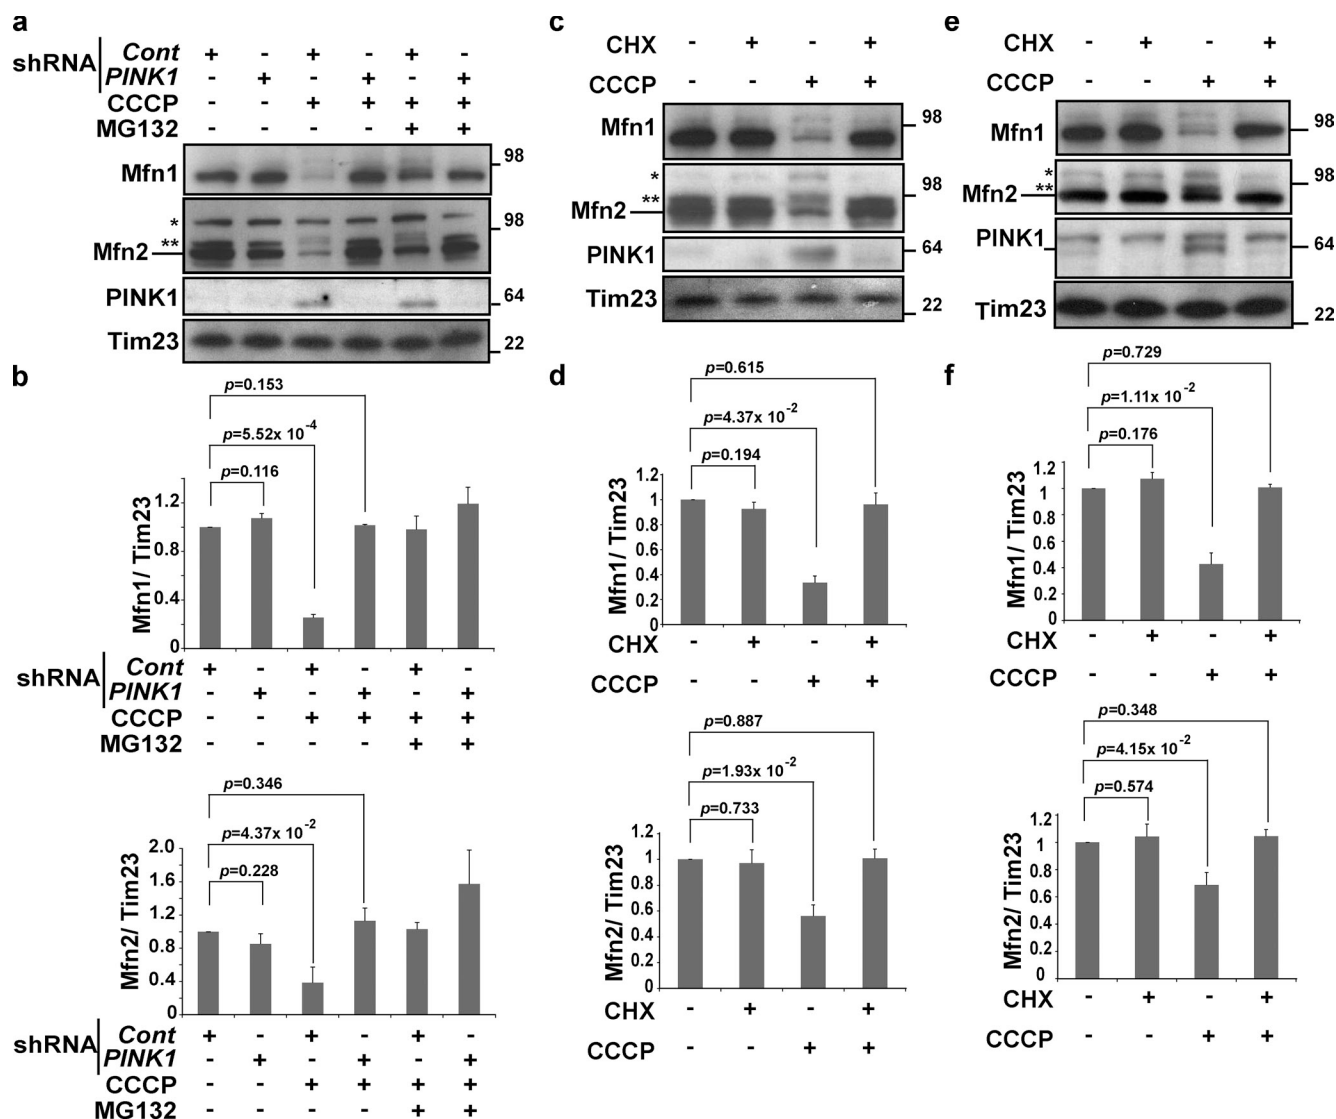 a
shRNA
Cont + - + - + -
PINK1 - + - + - +
CCCP - - + + + +
MG132 - - - - + +
Mfn1 98
* 98
**
Mfn2
PINK1 64
Tim23 22
b
p=0.153
p=5.52x 10-4
p=0.116
Mfn1/ Tim23
1.2
0.8
0.4
0
shRNA
Cont + - + - + -
PINK1 - + - + - +
CCCP - - + + + +
MG132 - - - - + +
p=0.346
p=4.37x 10-2
p=0.228
Mfn2/ Tim23
2.0
1.6
1.2
0.8
0.4
0
shRNA
Cont + - + - + -
PINK1 - + - + - +
CCCP - - + + + +
MG132 - - - - + +
c
CHX - + - +
CCCP - - + +
Mfn1 98
*
** 98
Mfn2
PINK1 64
Tim23 22
d
p=0.615
p=4.37x 10-2
p=0.194
Mfn1/ Tim23
1.2
1
0.8
0.6
0.4
0.2
0
CHX - + - +
CCCP - - + +
p=0.887
p=1.93x 10-2
p=0.733
Mfn2/ Tim23
1.2
1
0.8
0.6
0.4
0.2
0
CHX - + - +
CCCP - - + +
e
CHX - + - +
CCCP - - + +
Mfn1 98
* 98
**
Mfn2
PINK1 64
Tim23 22
f
p=0.729
p=1.11x 10-2
p=0.176
Mfn1/ Tim23
1.2
1
0.8
0.6
0.4
0.2
0
CHX - + - +
CCCP - - + +
p=0.348
p=4.15x 10-2
p=0.574
Mfn2/ Tim23
1.2
1
0.8
0.6
0.4
0.2
0
CHX - + - +
CCCP - - + +